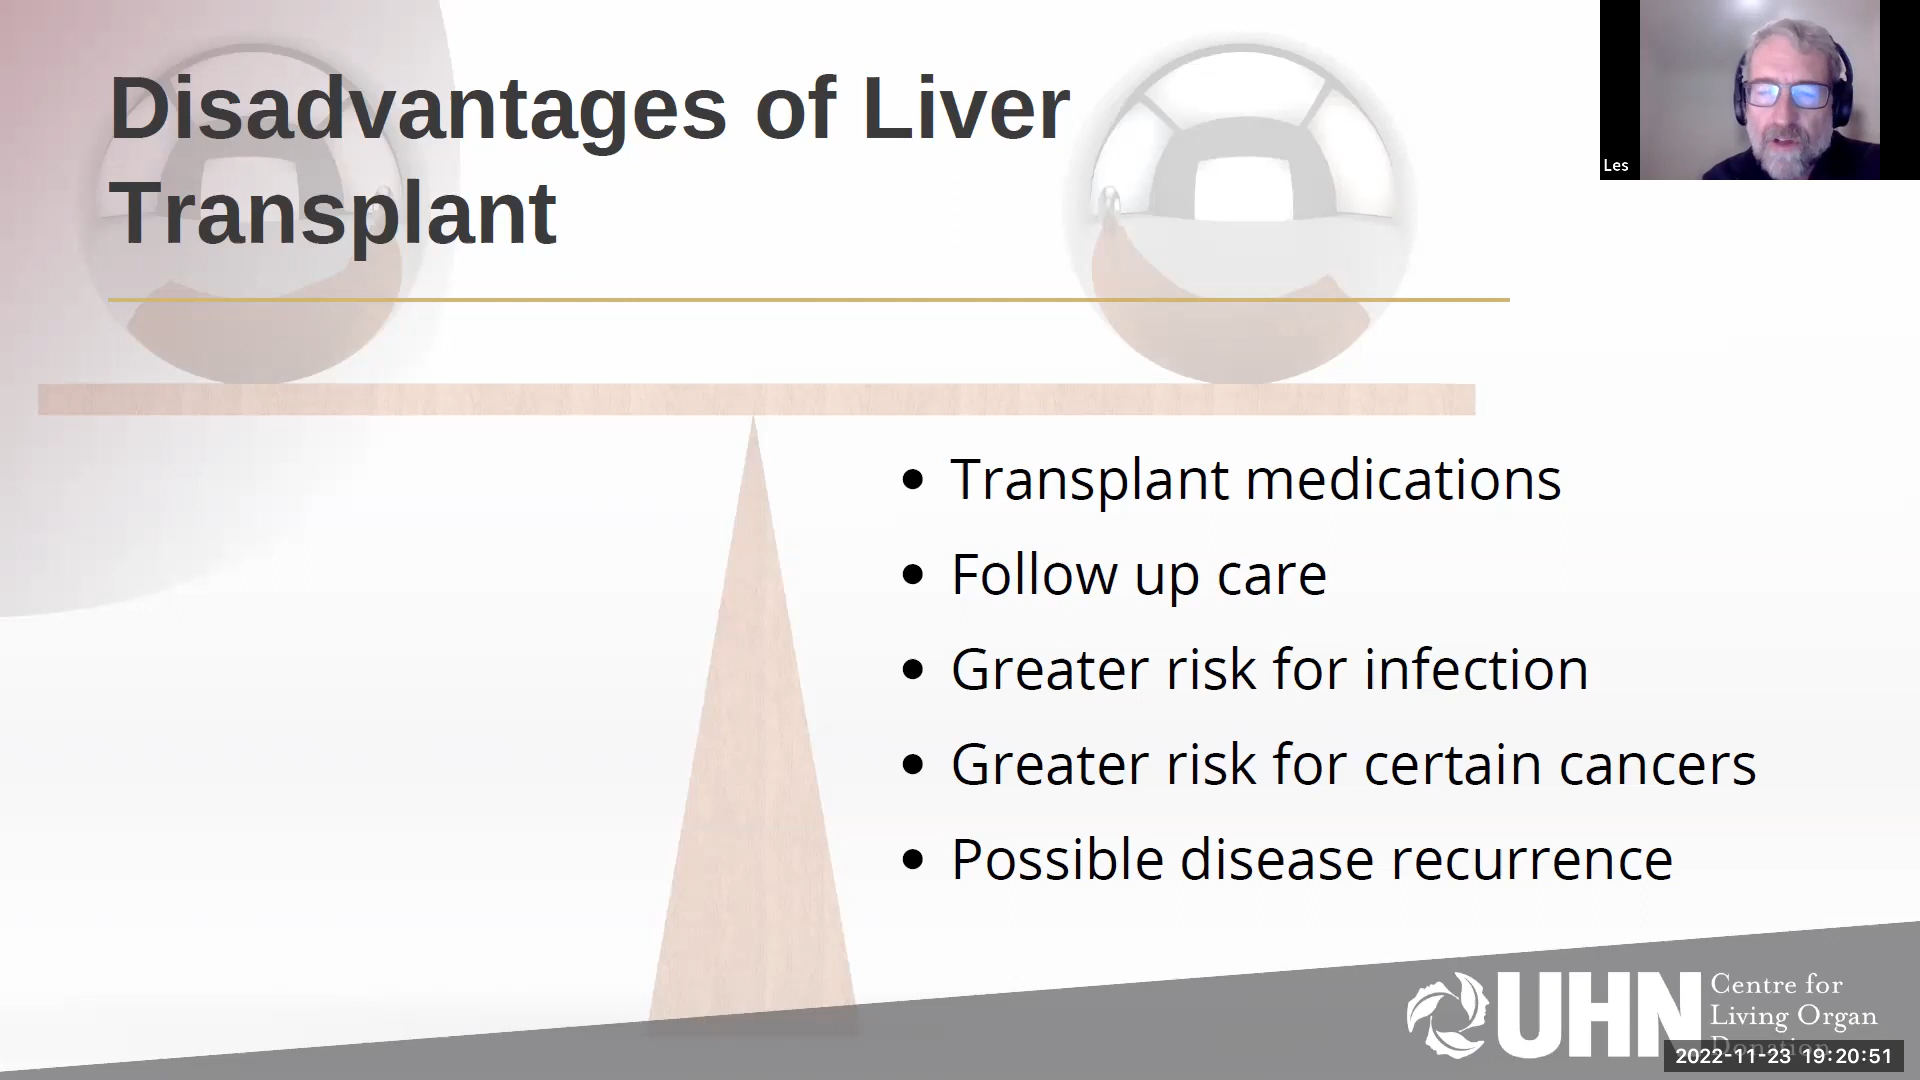 Disadvantages of Liver
Transplant
Les
• Transplant medications
• Follow up care
• Greater risk for infection
• Greater risk for certain cancers
• Possible disease recurrence
UHN
Centre for
Living Organ
Donation
2022-11-23 19:20:51